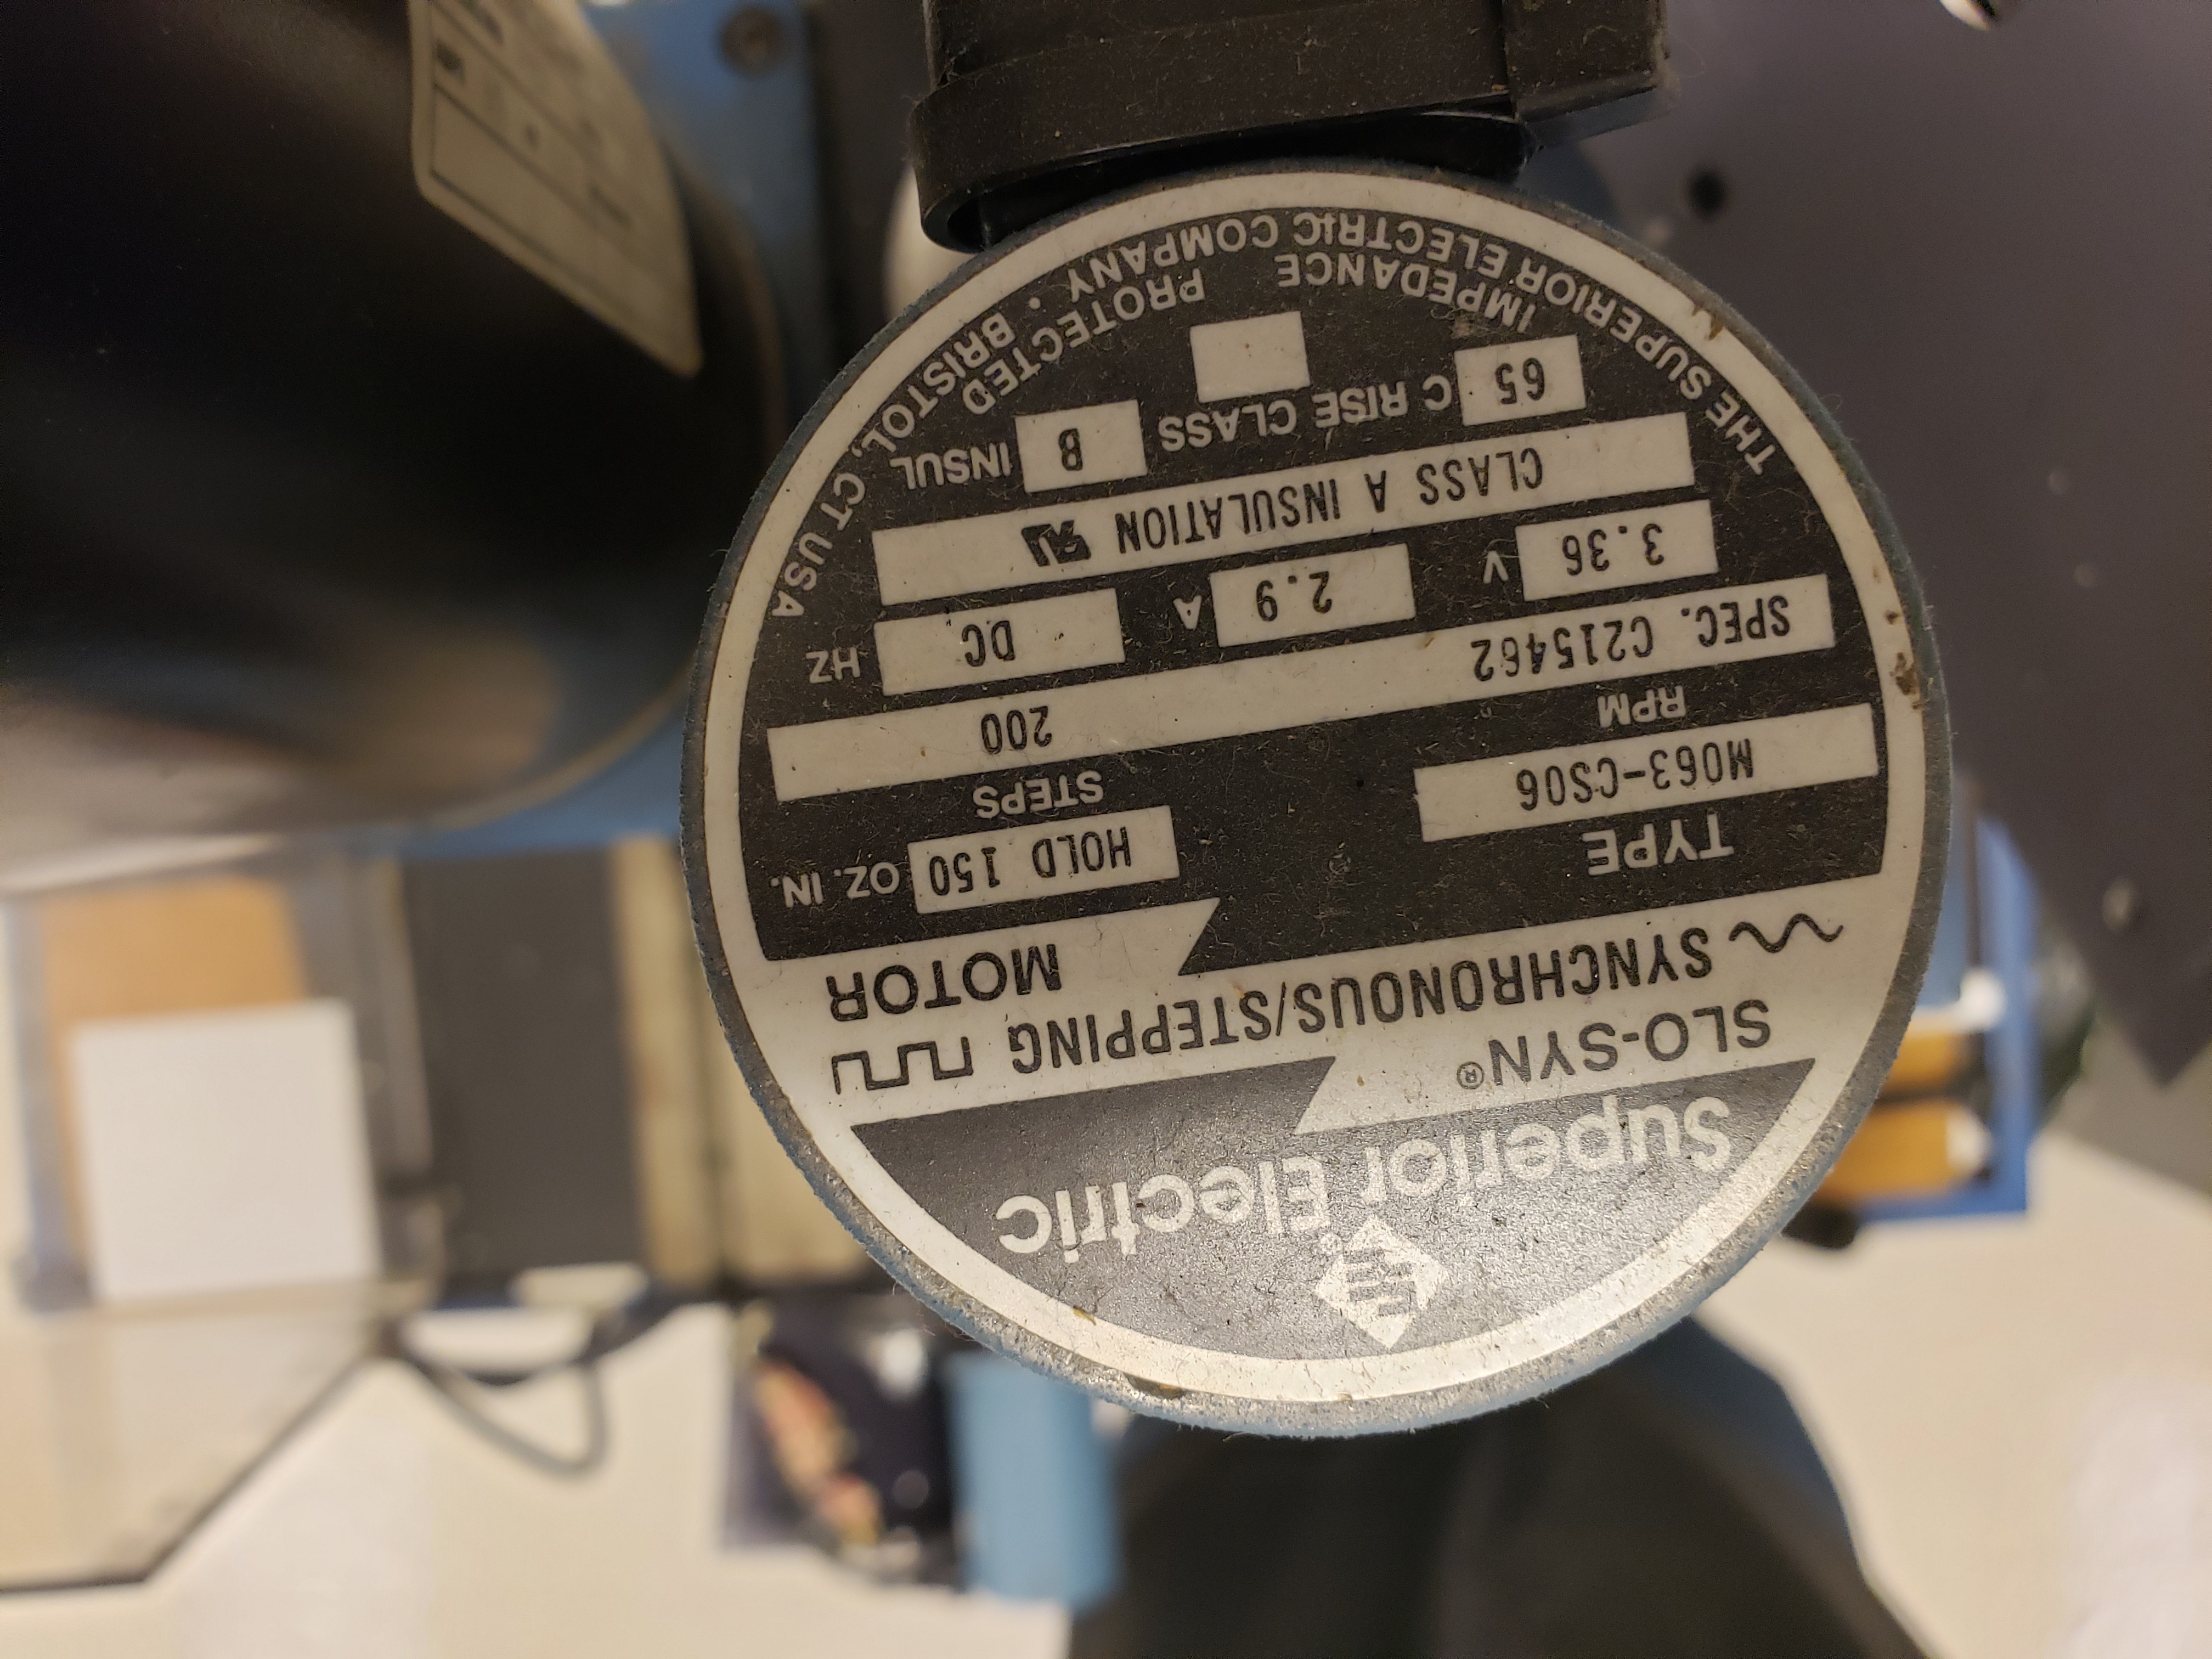 SE®
Superior Electric
SLO-SYN®
SYNCHRONOUS/STEPPING
MOTOR
TYPE
HOLD 150 OZ. IN.
M063-CS06
STEPS
RPM
200
SPEC. C215462
3.36 V 2.9 A DC HZ
CLASS A INSULATION RU
65 C RISE CLASS B INSUL
IMPEDANCE PROTECTED
THE SUPERIOR ELECTRIC COMPANY · BRISTOL, CT USA